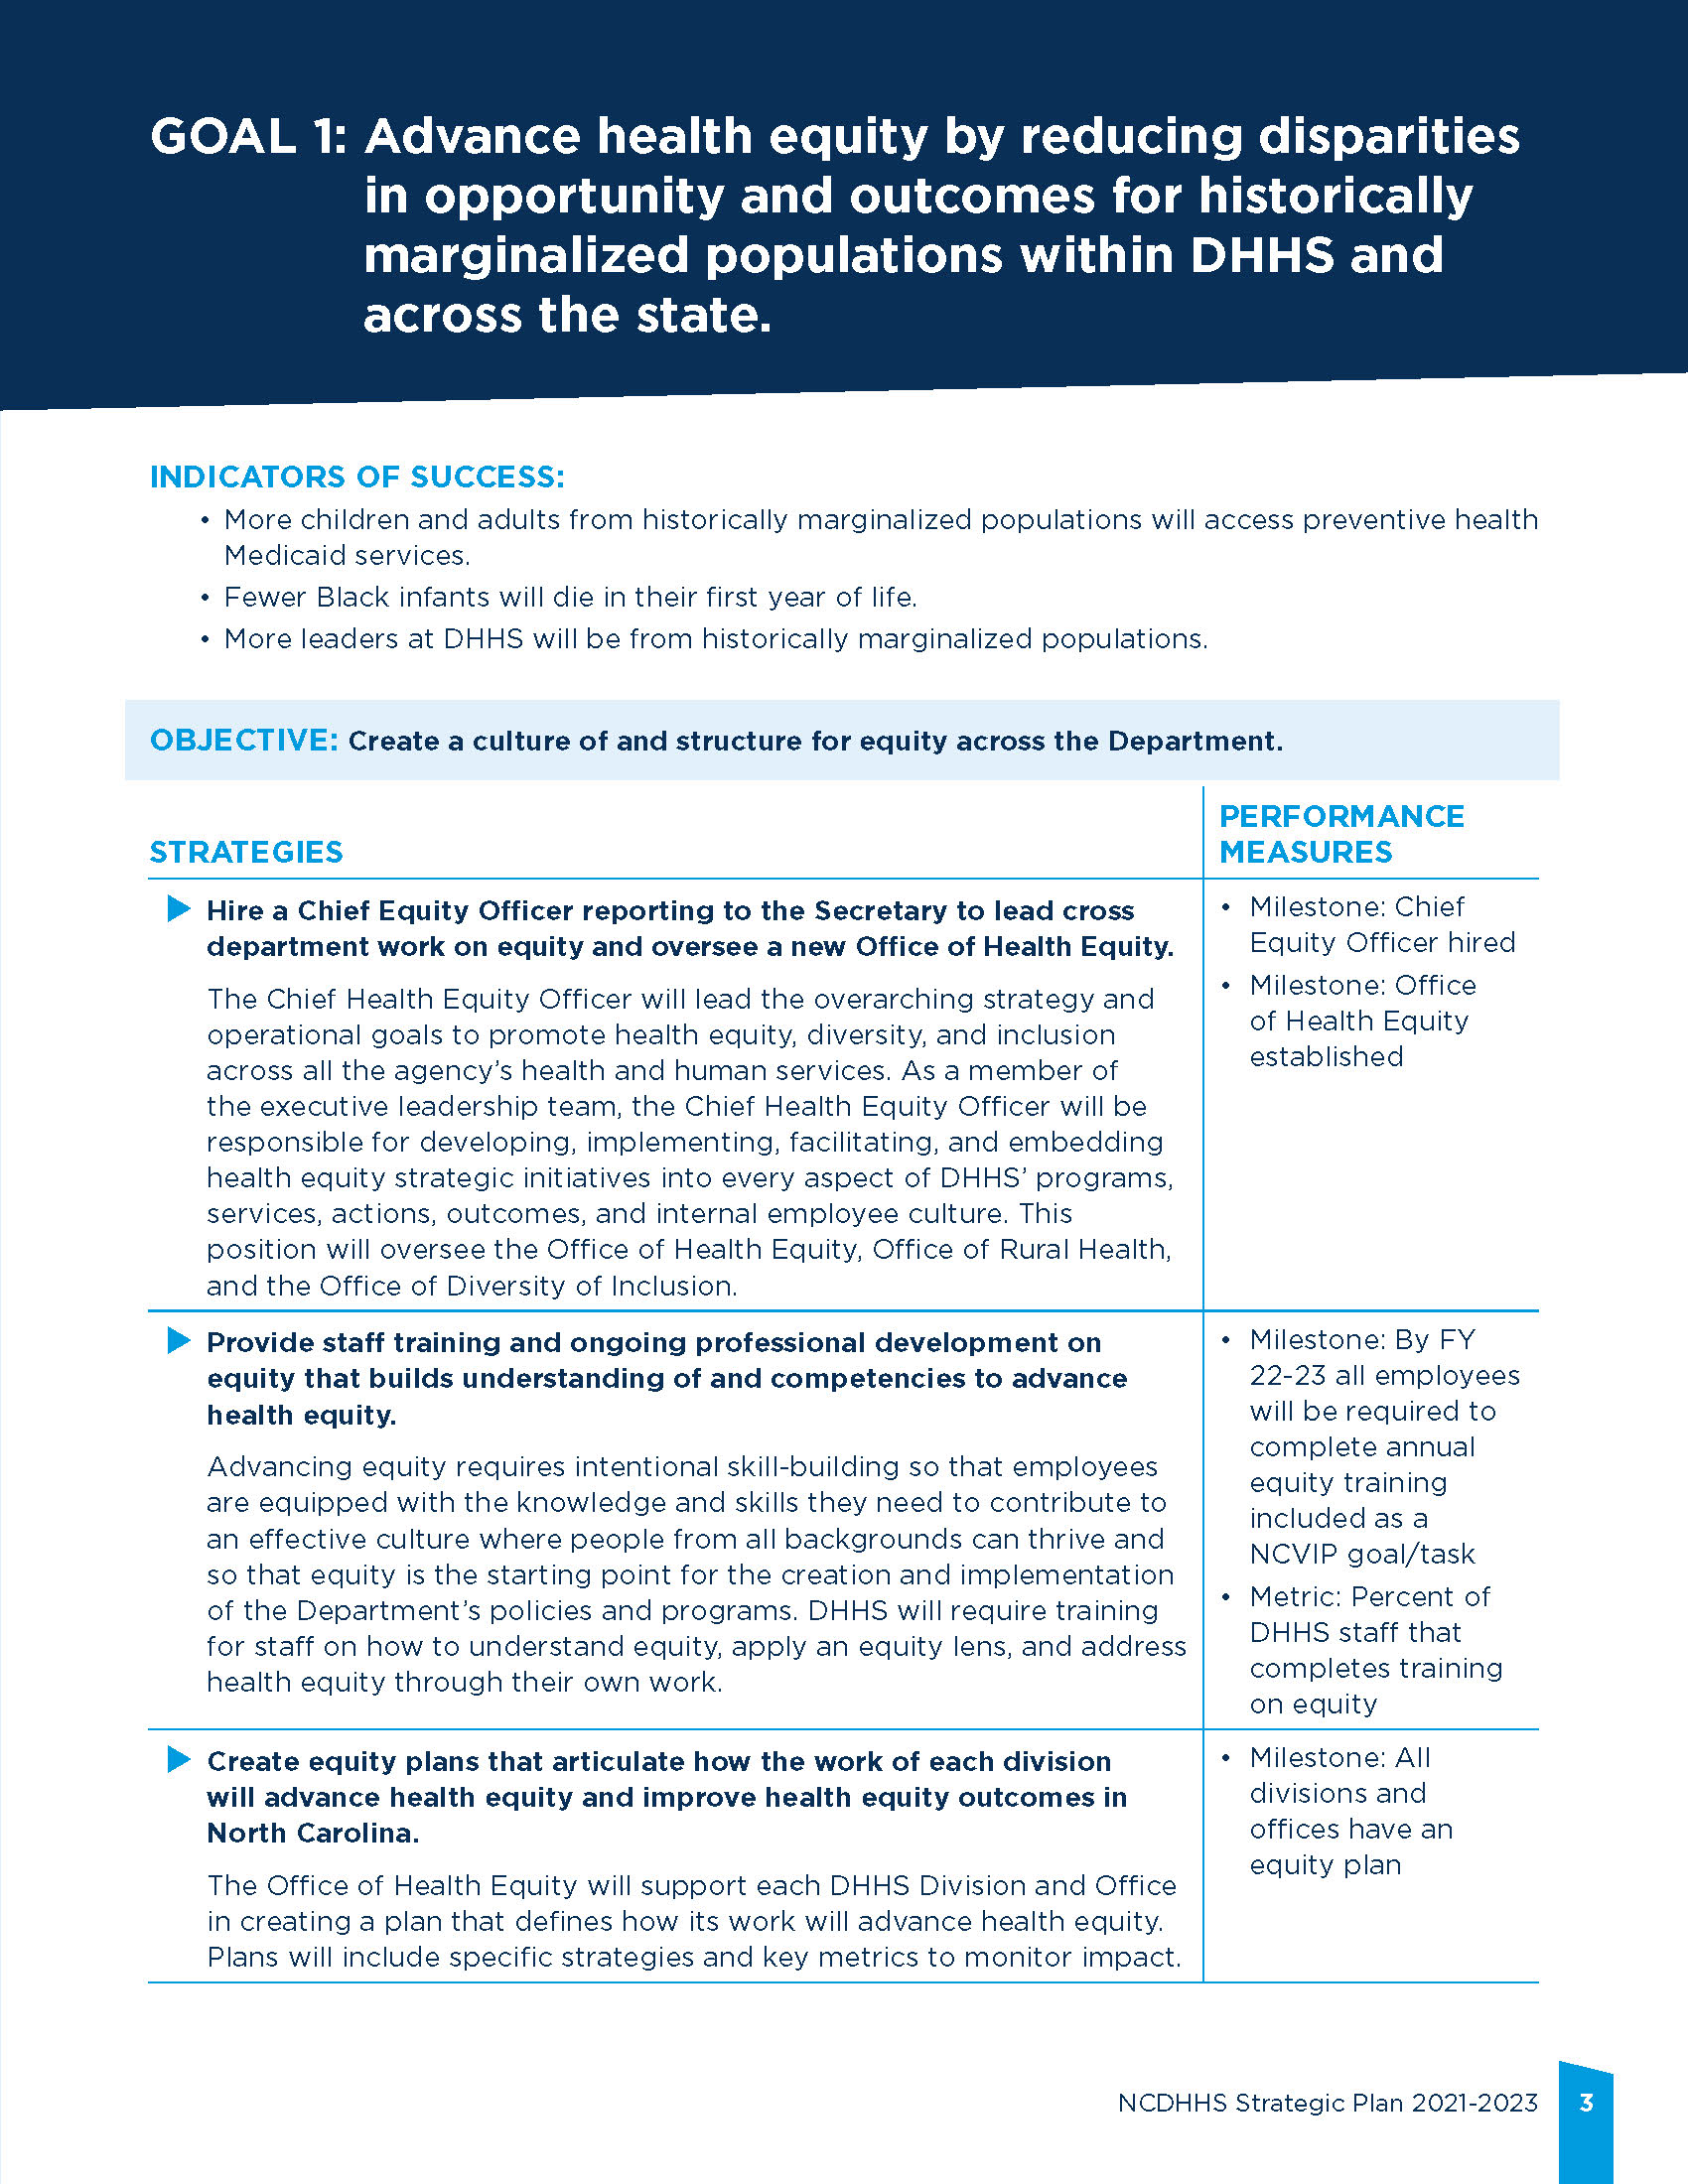 GOAL 1: Advance health equity by reducing disparities
in opportunity and outcomes for historically
marginalized populations within DHHS and
across the state.
INDICATORS OF SUCCESS:
• More children and adults from historically marginalized populations will access preventive health
Medicaid services.
• Fewer Black infants will die in their first year of life.
• More leaders at DHHS will be from historically marginalized populations.
OBJECTIVE: Create a culture of and structure for equity across the Department.
STRATEGIES
PERFORMANCE
MEASURES
Hire a Chief Equity Officer reporting to the Secretary to lead cross
department work on equity and oversee a new Office of Health Equity.
The Chief Health Equity Officer will lead the overarching strategy and
operational goals to promote health equity, diversity, and inclusion
across all the agency's health and human services. As a member of
the executive leadership team, the Chief Health Equity Officer will be
responsible for developing, implementing, facilitating, and embedding
health equity strategic initiatives into every aspect of DHHS' programs,
services, actions, outcomes, and internal employee culture. This
position will oversee the Office of Health Equity, Office of Rural Health,
and the Office of Diversity of Inclusion.
• Milestone: Chief
Equity Officer hired
• Milestone: Office
of Health Equity
established
Provide staff training and ongoing professional development on
equity that builds understanding of and competencies to advance
health equity.
Advancing equity requires intentional skill-building so that employees
are equipped with the knowledge and skills they need to contribute to
an effective culture where people from all backgrounds can thrive and
so that equity is the starting point for the creation and implementation
of the Department's policies and programs. DHHS will require training
for staff on how to understand equity, apply an equity lens, and address
health equity through their own work.
• Milestone: By FY
22-23 all employees
will be required to
complete annual
equity training
included as a
NCVIP goal/task
• Metric: Percent of
DHHS staff that
completes training
on equity
Create equity plans that articulate how the work of each division
will advance health equity and improve health equity outcomes in
North Carolina.
The Office of Health Equity will support each DHHS Division and Office
in creating a plan that defines how its work will advance health equity.
Plans will include specific strategies and key metrics to monitor impact.
• Milestone: All
divisions and
offices have an
equity plan
NCDHHS Strategic Plan 2021-2023 3